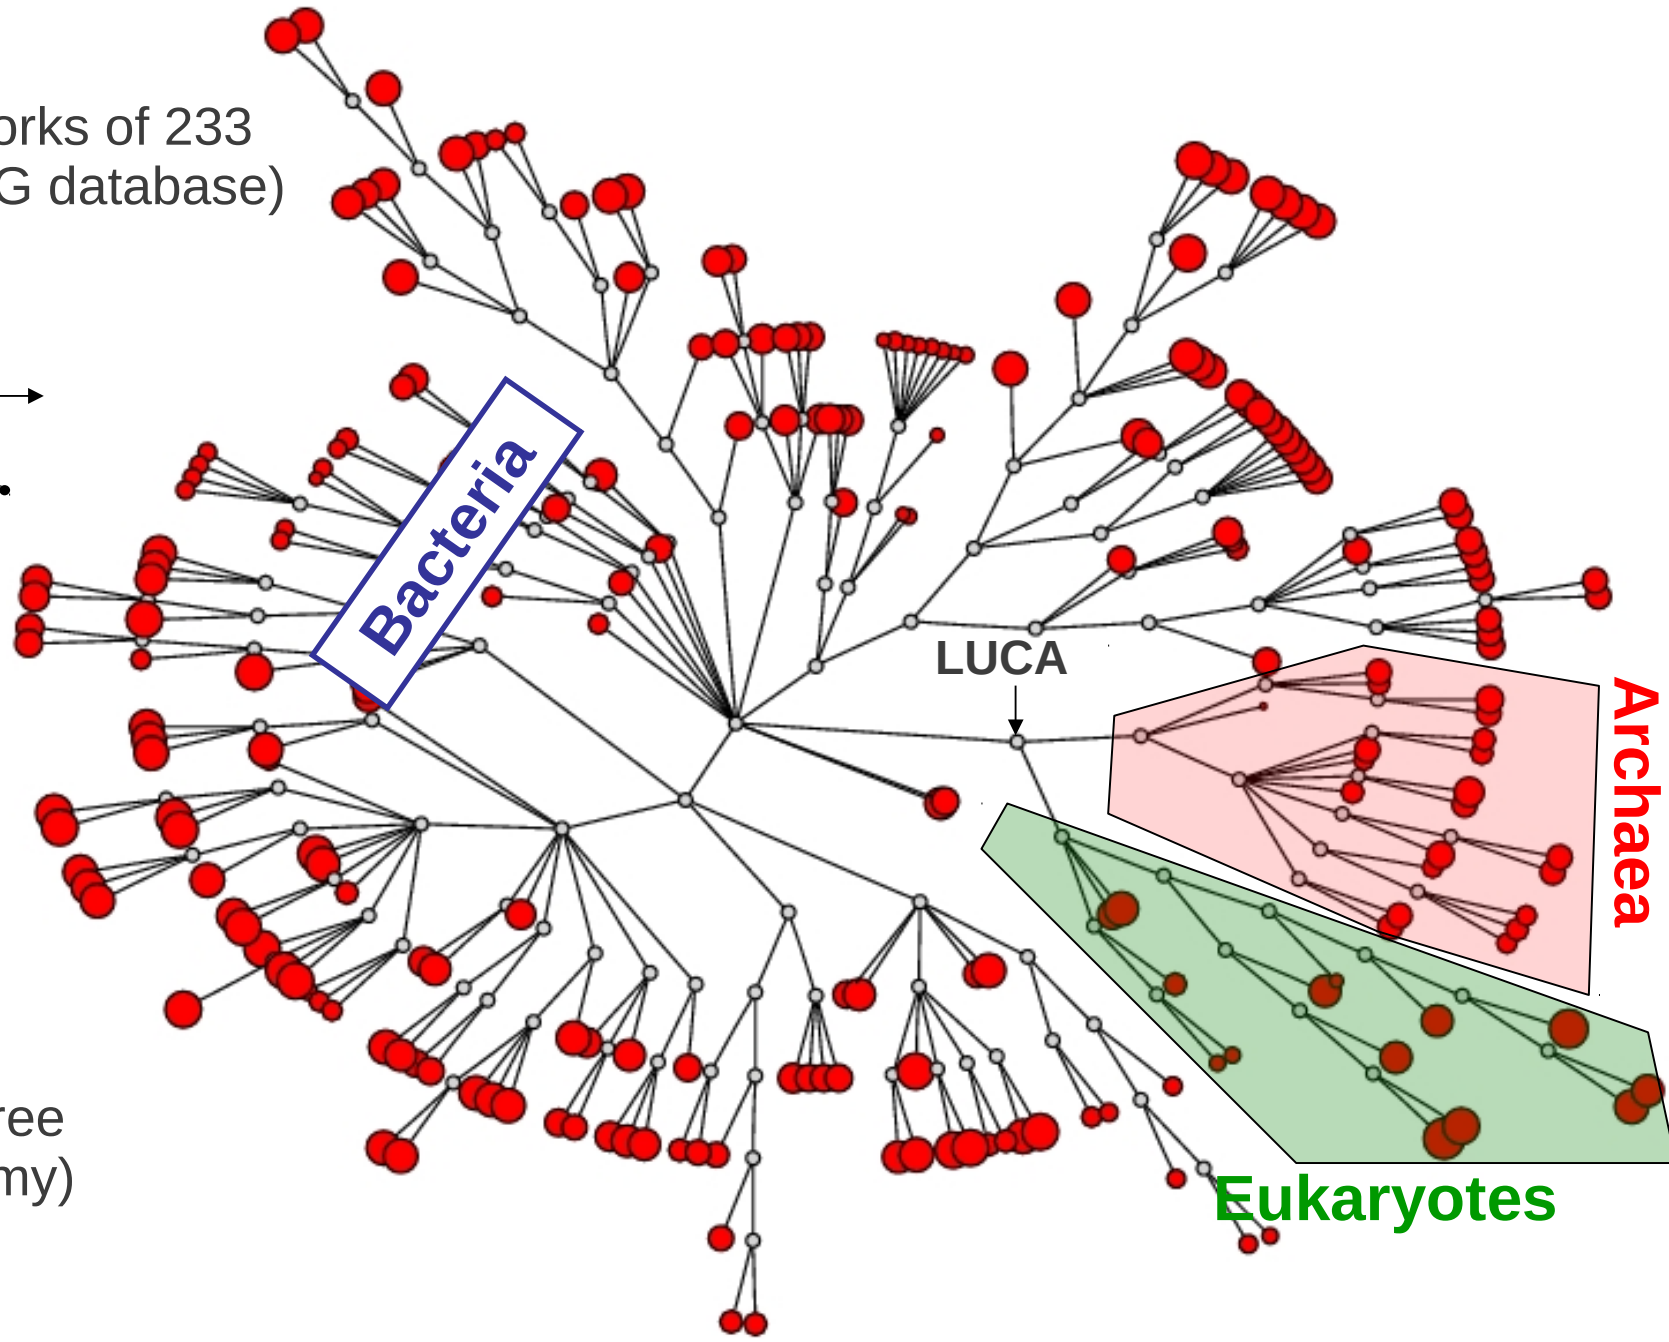 orks of 233
G database)
Bacteria
LUCA
Archaea
ree
my)
Eukaryotes